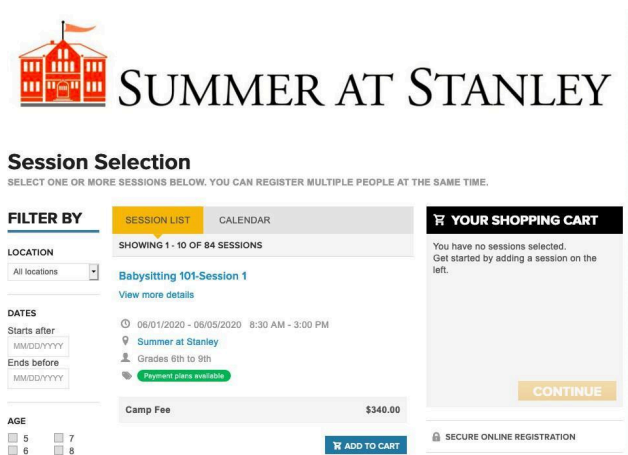 SUMMER AT STANLEY
Session Selection
SELECT ONE OR MORE SESSIONS BELOW. YOU CAN REGISTER MULTIPLE PEOPLE AT THE SAME TIME.
FILTER BY
LOCATION
All locations
DATES
Starts after
MM/DD/YYYY
Ends before
MM/DD/YYYY
AGE
5 7
6 8
SESSION LIST CALENDAR
SHOWING 1 - 10 OF 84 SESSIONS
Babysitting 101-Session 1
View more details
06/01/2020 - 06/05/2020 8:30 AM - 3:00 PM
Summer at Stanley
Grades 6th to 9th
Payment plans available
Camp Fee $340.00
ADD TO CART
YOUR SHOPPING CART
You have no sessions selected.
Get started by adding a session on the
left.
CONTINUE
SECURE ONLINE REGISTRATION